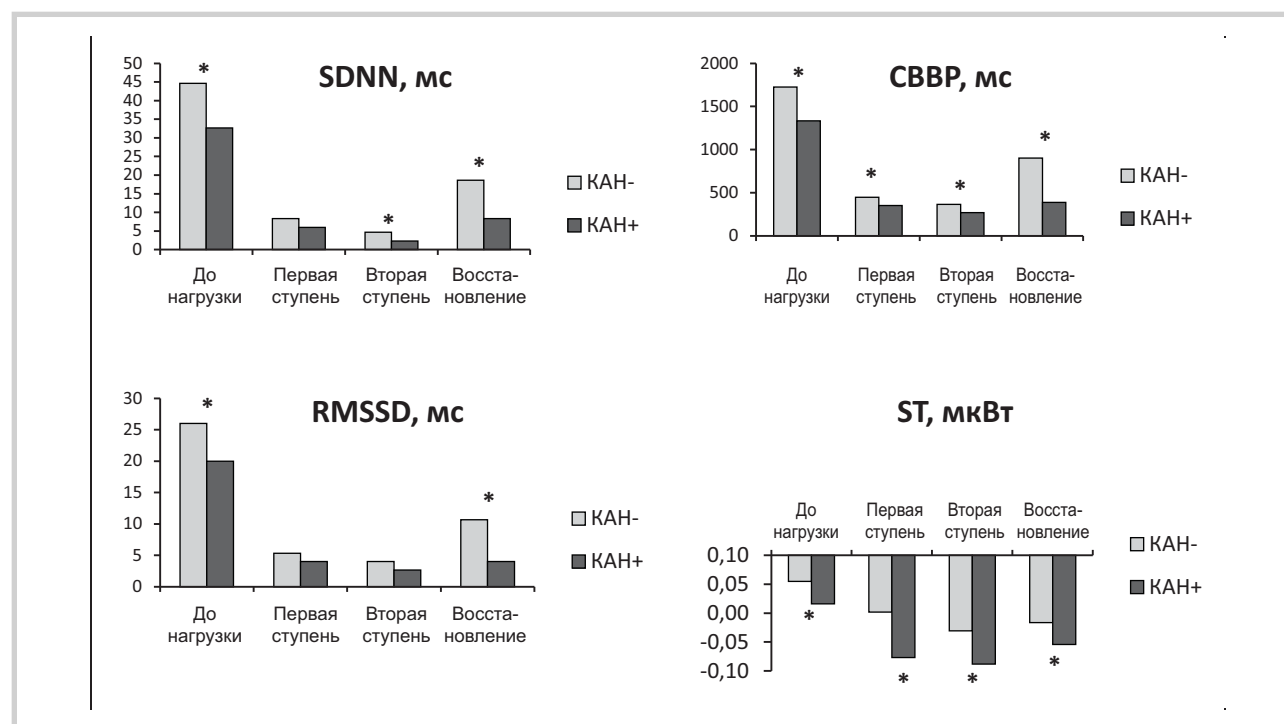 SDNN, мс
50
45
40
35
30
25
20
15
10
5
0
*
*
*
До
нагрузки
Первая
ступень
Вторая
ступень
Восста-
новление
КАН-
КАН+
СВВР, мс
2000
1500
1000
500
0
*
*
*
*
До
нагрузки
Первая
ступень
Вторая
ступень
Восста-
новление
КАН-
КАН+
RMSSD, мс
30
25
20
15
10
5
0
*
*
До
нагрузки
Первая
ступень
Вторая
ступень
Восста-
новление
КАН-
КАН+
ST, мкВт
До
нагрузки
Первая
ступень
Вторая
ступень
Восста-
новление
0,10
0,05
0,00
-0,05
-0,10
*
*
*
*
КАН-
КАН+